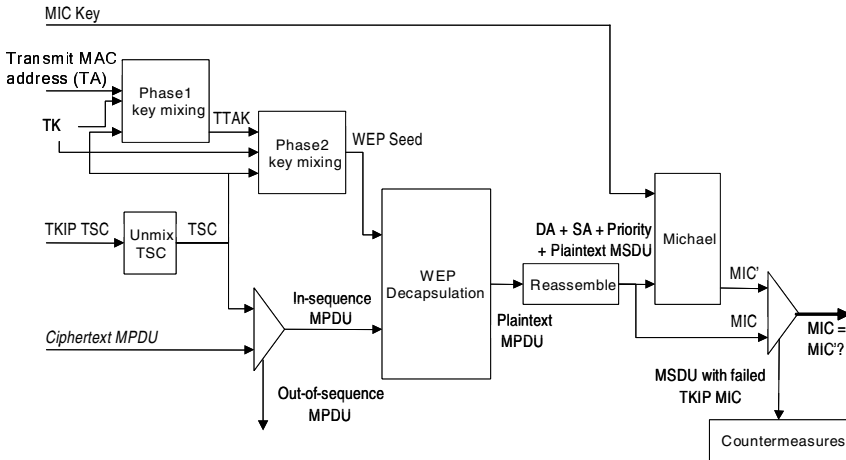 MIC Key
Transmit MAC
address (TA)
Phase1
key mixing
TK
TTAK
Phase2
key mixing
WEP Seed
TKIP TSC
Unmix
TSC
TSC
WEP
Decapsulation
DA + SA + Priority
+ Plaintext MSDU
Michael
Reassemble
MIC'
In-sequence
MPDU
Ciphertext MPDU
Plaintext
MPDU
MIC
MIC =
MIC'?
Out-of-sequence
MPDU
MSDU with failed
TKIP MIC
Countermeasures